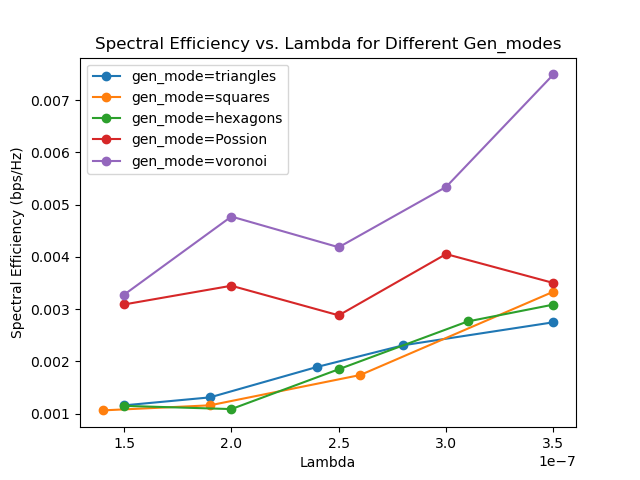 Spectral Efficiency vs. Lambda for Different Gen_modes
gen_mode=triangles
gen_mode=squares
gen_mode=hexagons
gen_mode=Possion
gen_mode=voronoi
Spectral Efficiency (bps/Hz)
0.007
0.006
0.005
0.004
0.003
0.002
0.001
1.5 2.0 2.5 3.0 3.5
1e−7
Lambda